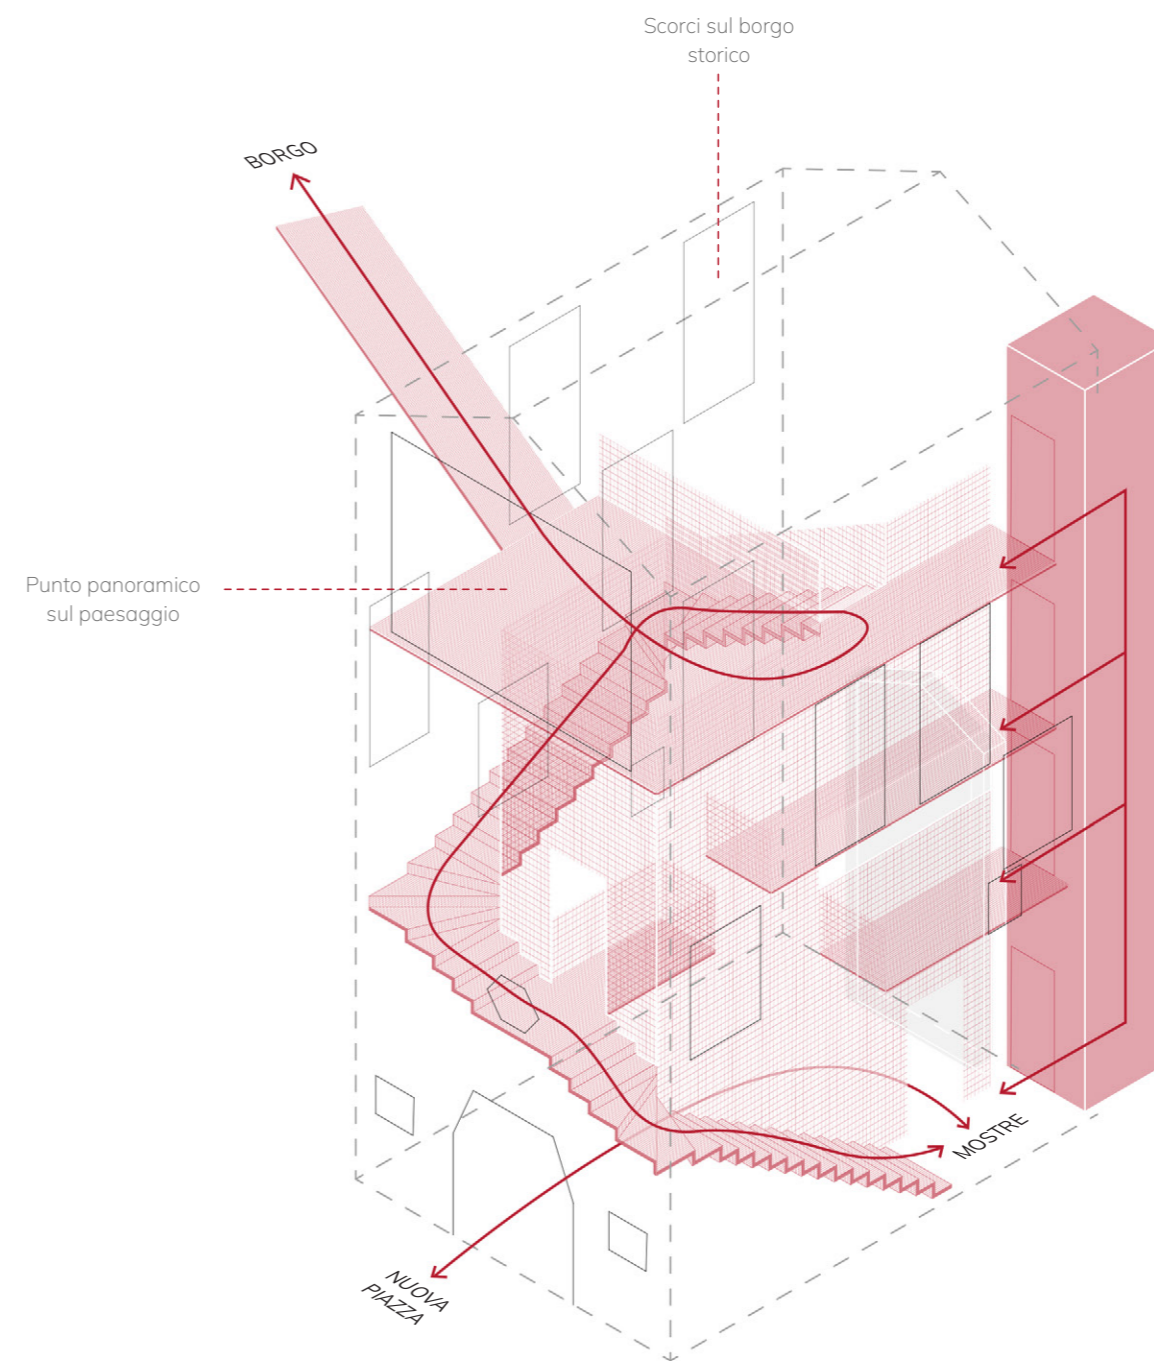 Scorci sul borgo
storico
BORGO
Punto panoramico
sul paesaggio
MOSTRE
NUOVA
PIAZZA